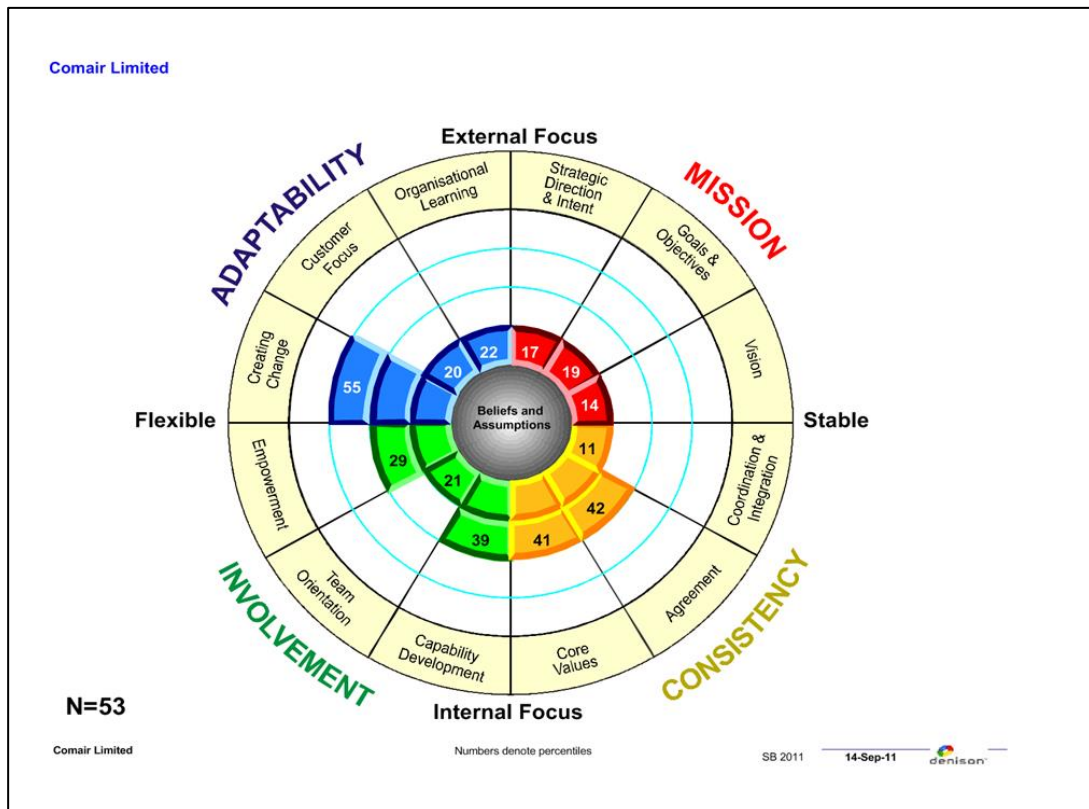 Comair Limited
External Focus
ADAPTABILITY
MISSION
Organisational
Learning
Strategic
Direction
& Intent
Customer
Focus
Goals &
Objectives
Creating
Change
Vision
55
20
22
17
19
14
Beliefs and
Assumptions
Flexible
Stable
29
21
39
41
42
11
Empowerment
Coordination &
Integration
Team
Orientation
Agreement
Capability
Development
Core
Values
INVOLVEMENT
CONSISTENCY
Internal Focus
N=53
Comair Limited
Numbers denote percentiles
SB 2011
14-Sep-11
denison